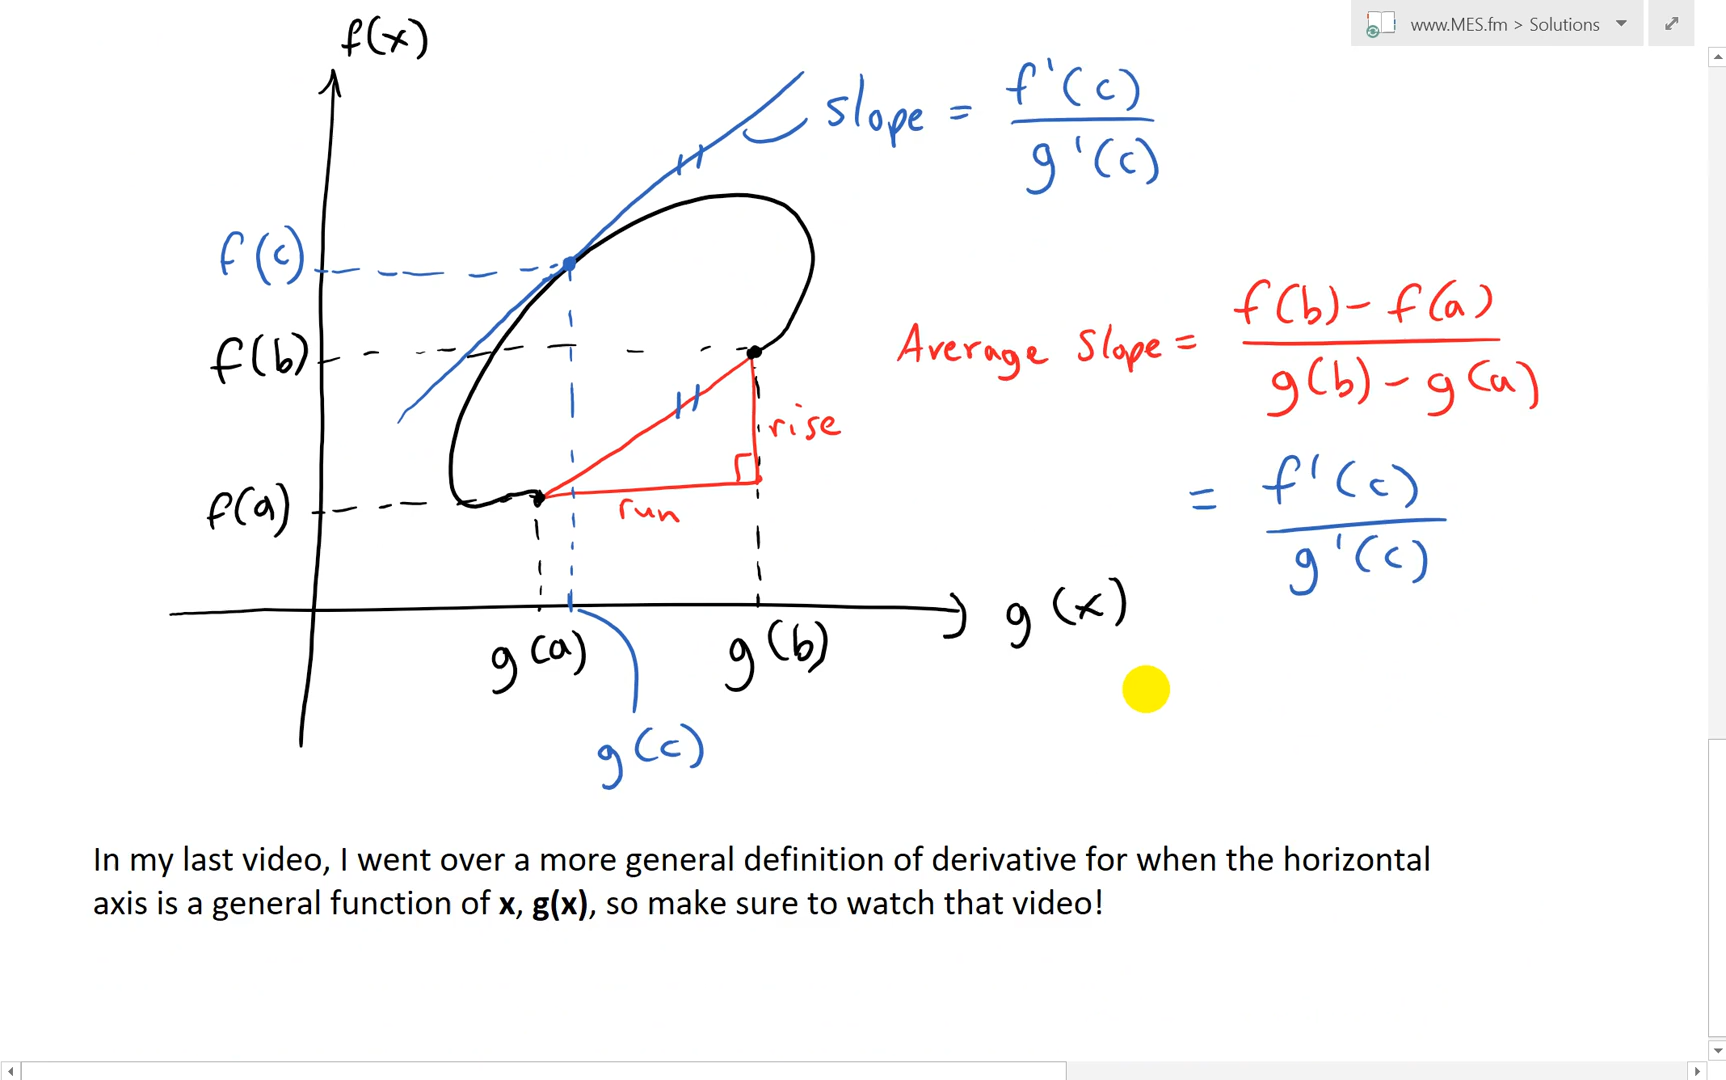 www.MES.fm > Solutions
f(x)
slope = f'(c) / g'(c)
f(c)
f(b)
Average Slope = f(b) - f(a) / g(b) - g(a)
rise
= f'(c) / g'(c)
f(a)
run
g(x)
g(a)
g(b)
g(c)
In my last video, I went over a more general definition of derivative for when the horizontal
axis is a general function of x, g(x), so make sure to watch that video!